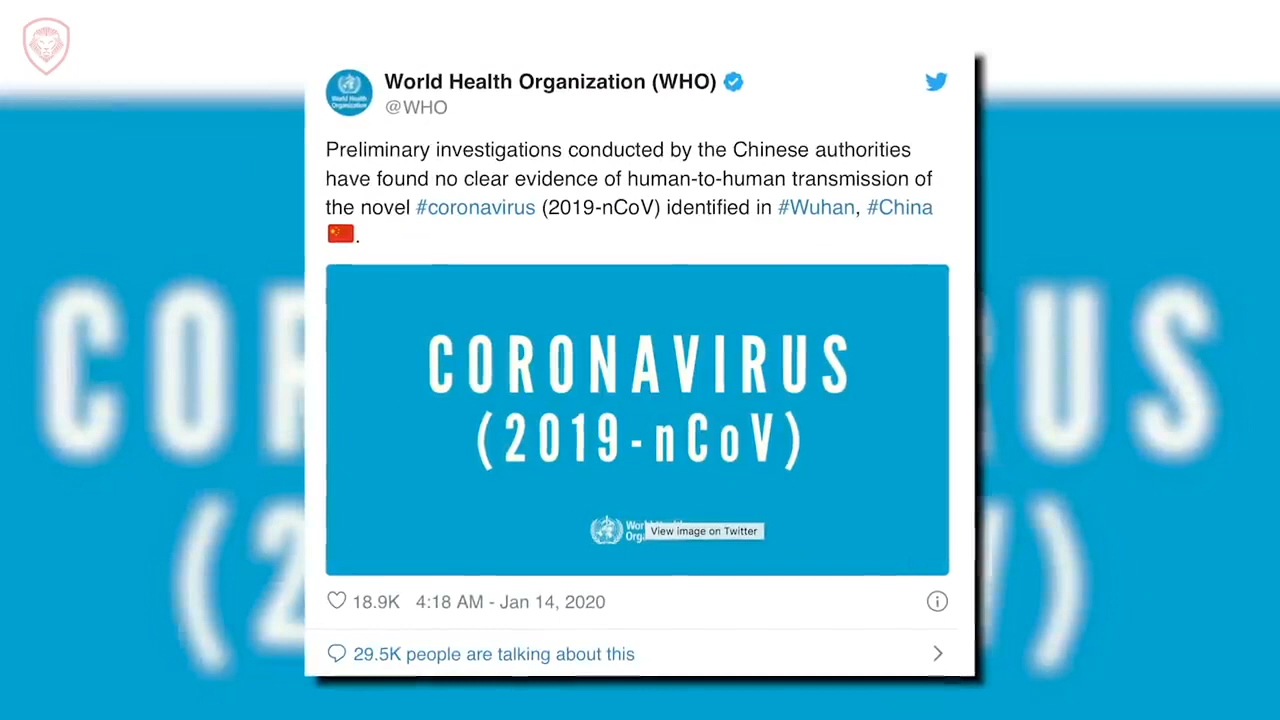 World Health Organization (WHO)
@WHO
Preliminary investigations conducted by the Chinese authorities
have found no clear evidence of human-to-human transmission of
the novel #coronavirus (2019-nCoV) identified in #Wuhan, #China
🇨🇳.
CORONAVIRUS
(2019-nCoV)
View image on Twitter
18.9K 4:18 AM - Jan 14, 2020
29.5K people are talking about this